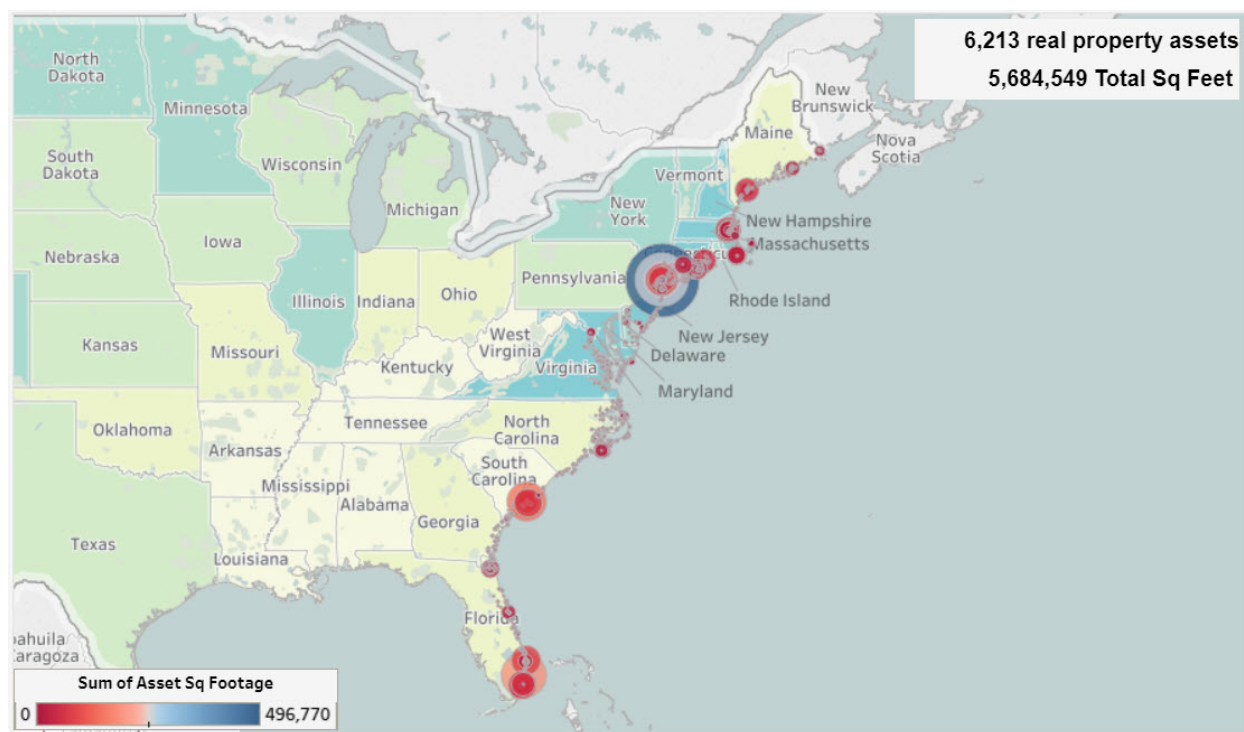 6,213 real property assets
5,684,549 Total Sq Feet
North
Dakota
Minnesota
New
Brunswick
Maine
Nova
Scotia
South
Dakota
Wisconsin
Vermont
Michigan
New
York
New Hampshire
Massachusetts
Iowa
Nebraska
Pennsylvania
Illinois
Indiana
Ohio
Rhode Island
New Jersey
Delaware
Maryland
Kansas
Missouri
West
Virginia
Kentucky
Virginia
Oklahoma
Tennessee
North
Carolina
Arkansas
South
Carolina
Mississippi
Alabama
Georgia
Texas
Louisiana
Florida
Sum of Asset Sq Footage
0
496,770